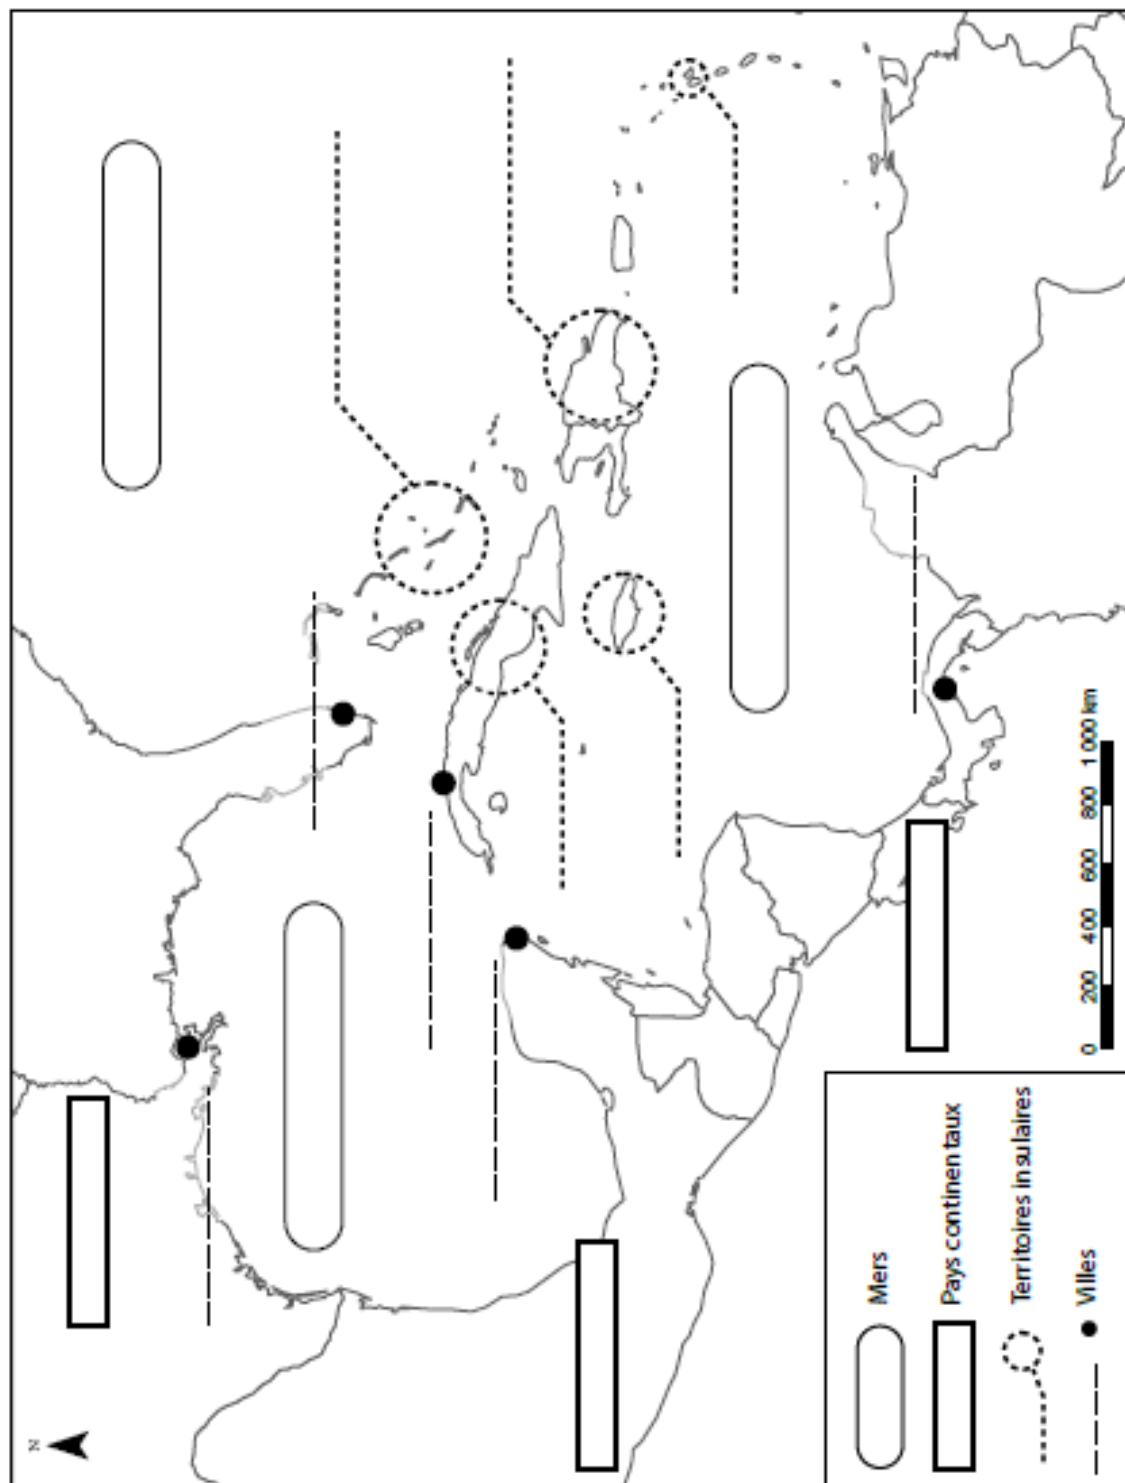 N
Mers
Pays continentaux
Territoires insulaires
Villes
0 200 400 600 800 1 000 km